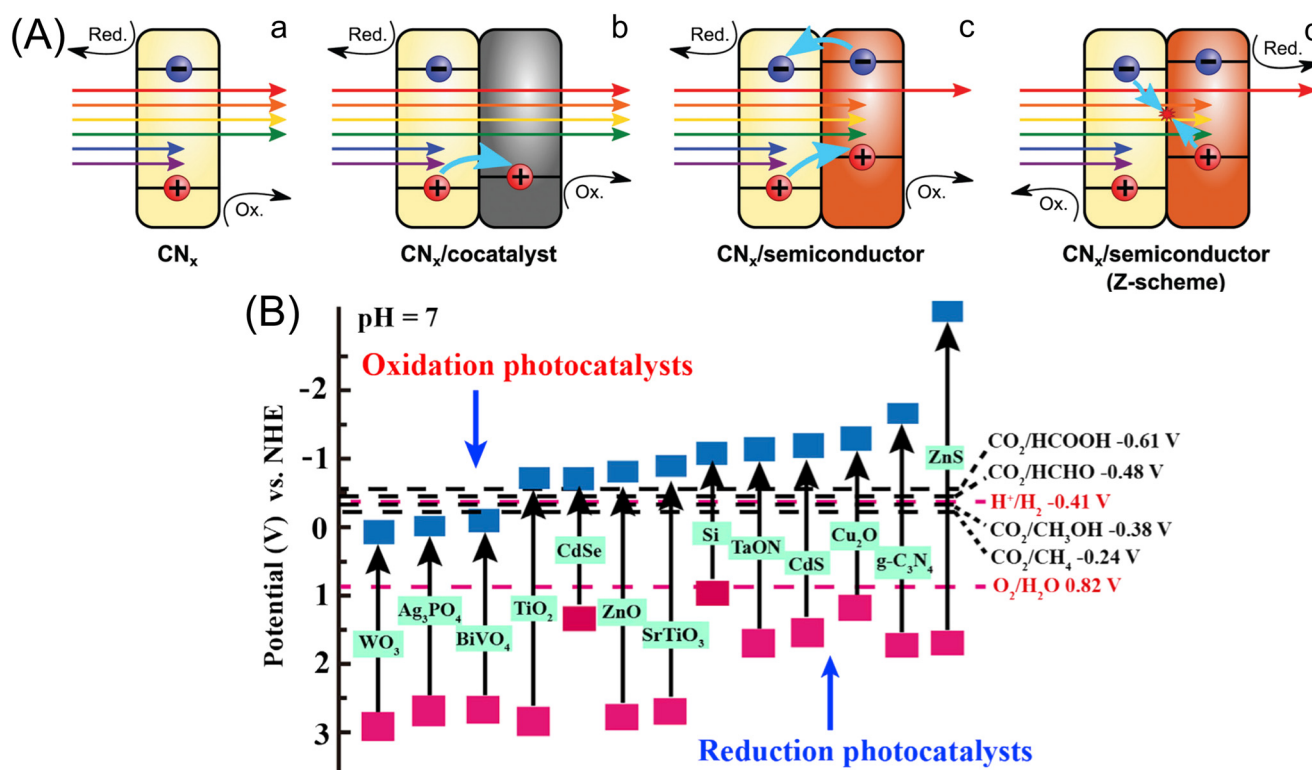 (A)
a
b
c
d
Red.
Red.
Red.
Red.
Ox.
Ox.
Ox.
Ox.
CNₓ
CNₓ/cocatalyst
CNₓ/semiconductor
CNₓ/semiconductor
(Z-scheme)
(B)
pH = 7
Oxidation photocatalysts
Potential (V) vs. NHE
-2
-1
0
1
2
3
WO₃
Ag₃PO₄
BiVO₄
TiO₂
CdSe
ZnO
SrTiO₃
Si
TaON
CdS
Cu₂O
g-C₃N₄
ZnS
CO₂/HCOOH -0.61 V
CO₂/HCHO -0.48 V
H⁺/H₂ -0.41 V
CO₂/CH₃OH -0.38 V
CO₂/CH₄ -0.24 V
O₂/H₂O 0.82 V
Reduction photocatalysts